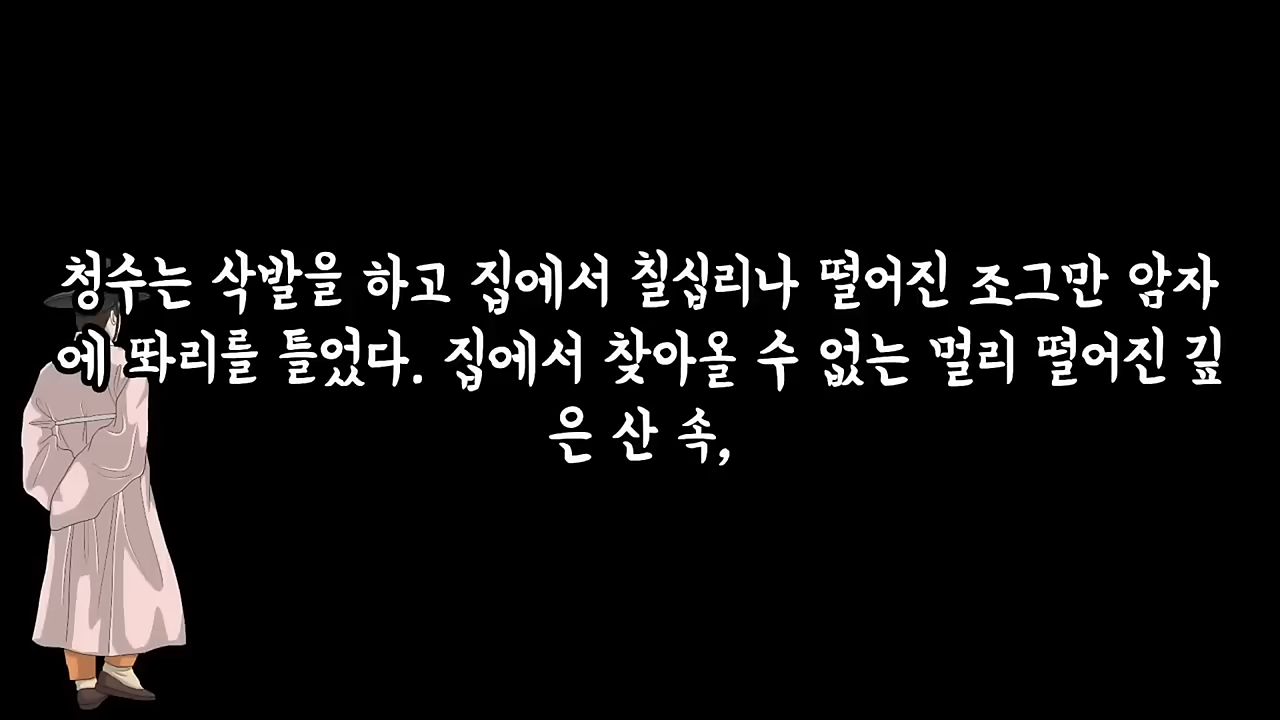 청수는 삭발을 하고 집에서 칠십리나 떨어진 조그만 암자
에 똬리를 틀었다. 집에서 찾아올 수 없는 멀리 떨어진 깊
은 산 속,